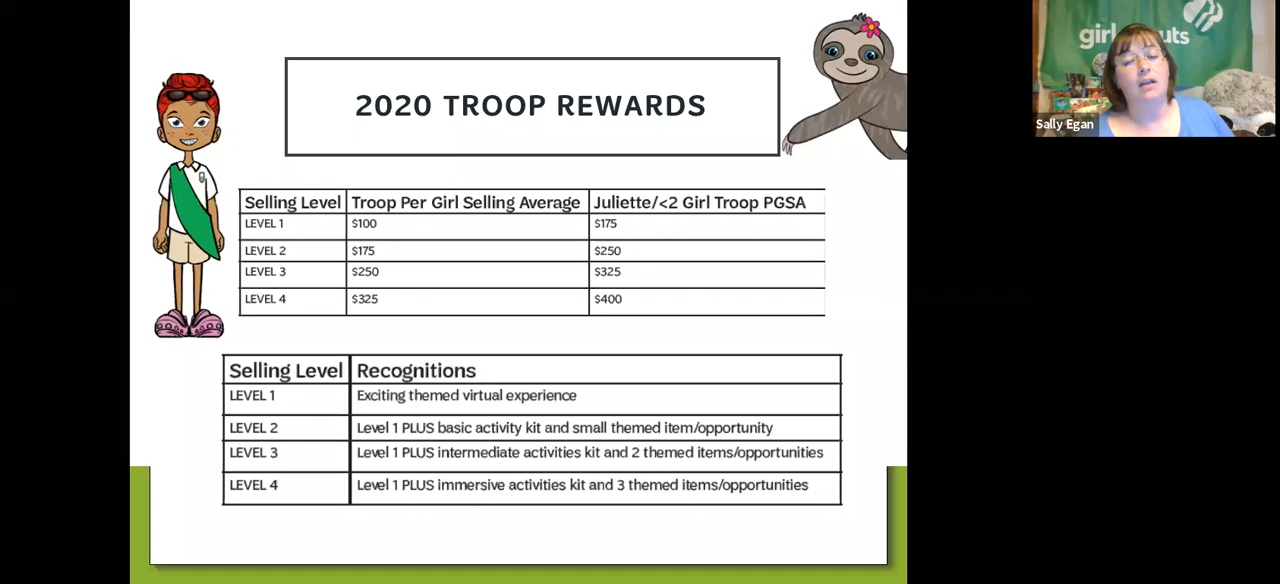 2020 TROOP REWARDS
girl
uts
Sally Egan
Selling Level Troop Per Girl Selling Average Juliette/<2 Girl Troop PGSA
LEVEL 1 $100 $175
LEVEL 2 $175 $250
LEVEL 3 $250 $325
LEVEL 4 $325 $400
Selling Level Recognitions
LEVEL 1 Exciting themed virtual experience
LEVEL 2 Level 1 PLUS basic activity kit and small themed item/opportunity
LEVEL 3 Level 1 PLUS intermediate activities kit and 2 themed items/opportunities
LEVEL 4 Level 1 PLUS immersive activities kit and 3 themed items/opportunities